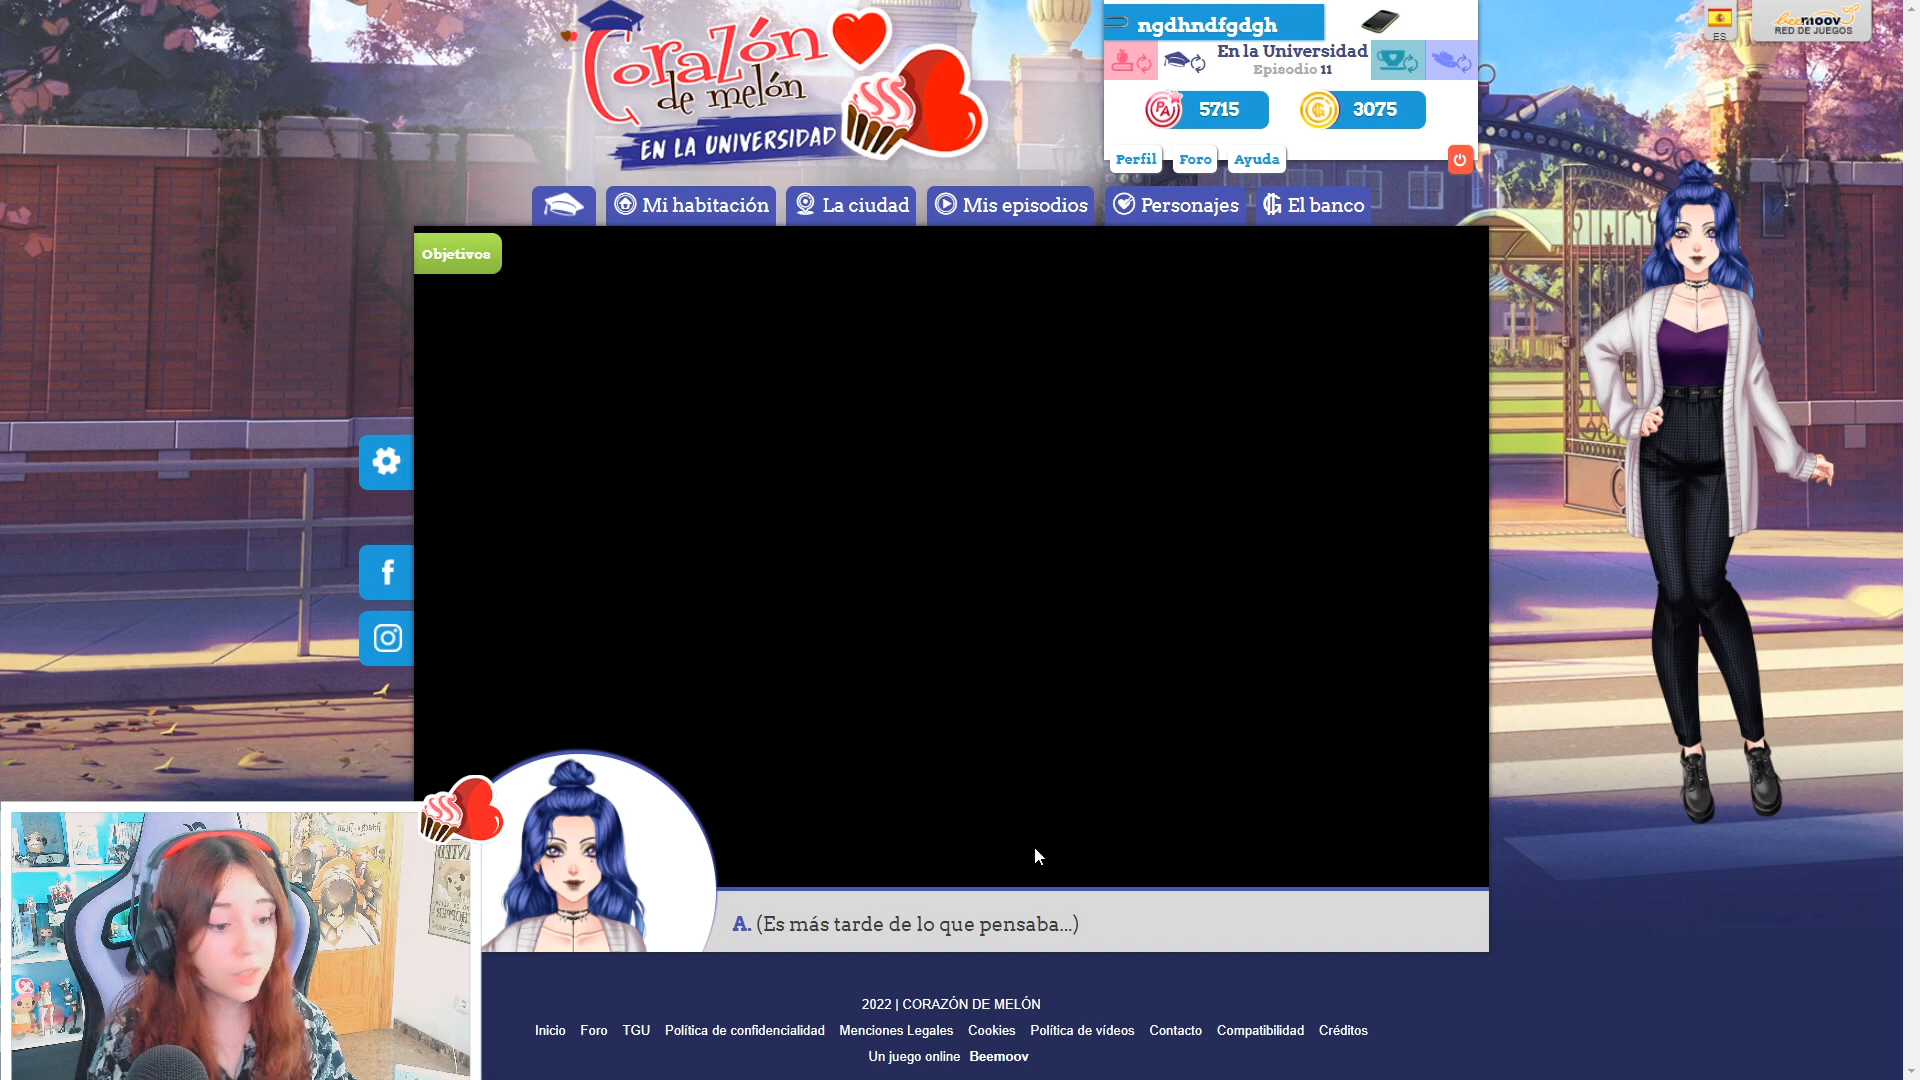 Corazón
de melón
EN LA UNIVERSIDAD
ngdhndfgdgh
En la Universidad
Episodio 11
PA
5715
3075
Perfil
Foro
Ayuda
ES
beemoov
RED DE JUEGOS
Mi habitación
La ciudad
Mis episodios
Personajes
El banco
Objetivos
A. (Es más tarde de lo que pensaba...)
2022 | CORAZÓN DE MELÓN
Inicio Foro TGU Política de confidencialidad Menciones Legales Cookies Política de vídeos Contacto Compatibilidad Créditos
Un juego online Beemoov